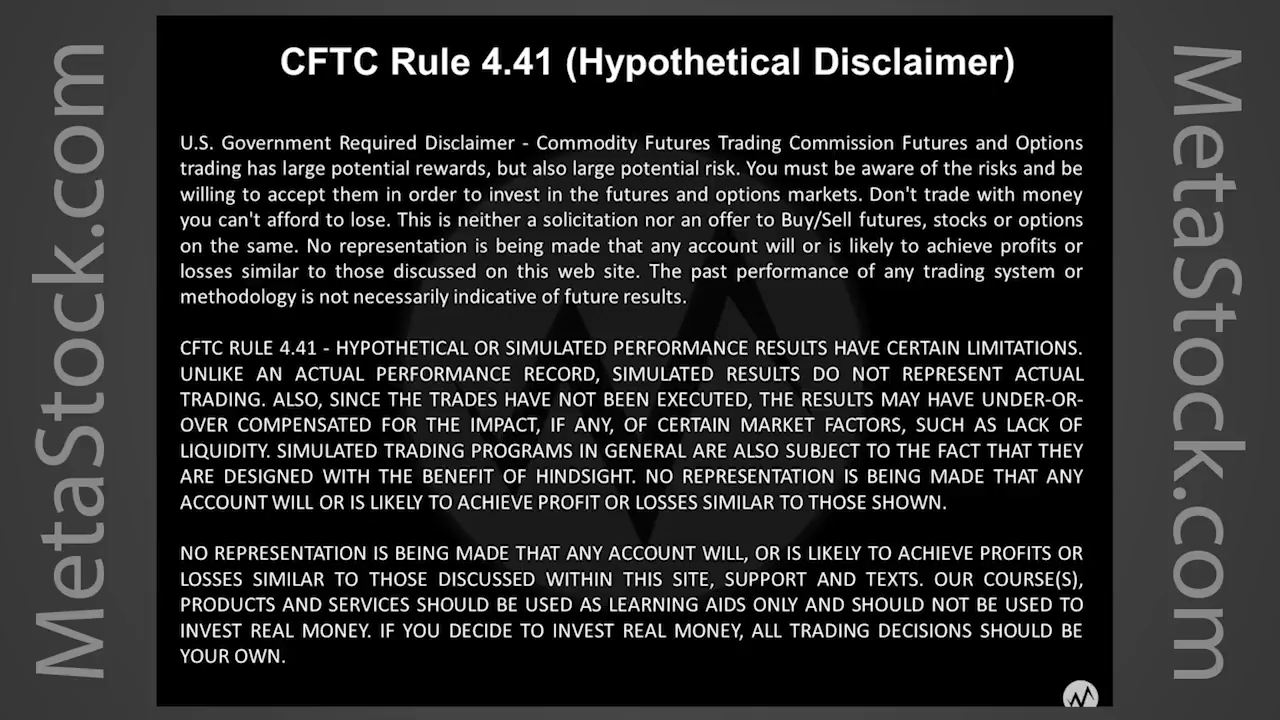 MetaStock.com
CFTC Rule 4.41 (Hypothetical Disclaimer)
U.S. Government Required Disclaimer - Commodity Futures Trading Commission Futures and Options
trading has large potential rewards, but also large potential risk. You must be aware of the risks and be
willing to accept them in order to invest in the futures and options markets. Don't trade with money
you can't afford to lose. This is neither a solicitation nor an offer to Buy/Sell futures, stocks or options
on the same. No representation is being made that any account will or is likely to achieve profits or
losses similar to those discussed on this web site. The past performance of any trading system or
methodology is not necessarily indicative of future results.
CFTC RULE 4.41 - HYPOTHETICAL OR SIMULATED PERFORMANCE RESULTS HAVE CERTAIN LIMITATIONS.
UNLIKE AN ACTUAL PERFORMANCE RECORD, SIMULATED RESULTS DO NOT REPRESENT ACTUAL
TRADING. ALSO, SINCE THE TRADES HAVE NOT BEEN EXECUTED, THE RESULTS MAY HAVE UNDER-OR-
OVER COMPENSATED FOR THE IMPACT, IF ANY, OF CERTAIN MARKET FACTORS, SUCH AS LACK OF
LIQUIDITY. SIMULATED TRADING PROGRAMS IN GENERAL ARE ALSO SUBJECT TO THE FACT THAT THEY
ARE DESIGNED WITH THE BENEFIT OF HINDSIGHT. NO REPRESENTATION IS BEING MADE THAT ANY
ACCOUNT WILL OR IS LIKELY TO ACHIEVE PROFIT OR LOSSES SIMILAR TO THOSE SHOWN.
NO REPRESENTATION IS BEING MADE THAT ANY ACCOUNT WILL, OR IS LIKELY TO ACHIEVE PROFITS OR
LOSSES SIMILAR TO THOSE DISCUSSED WITHIN THIS SITE, SUPPORT AND TEXTS. OUR COURSE(S),
PRODUCTS AND SERVICES SHOULD BE USED AS LEARNING AIDS ONLY AND SHOULD NOT BE USED TO
INVEST REAL MONEY. IF YOU DECIDE TO INVEST REAL MONEY, ALL TRADING DECISIONS SHOULD BE
YOUR OWN.
MetaStock.com